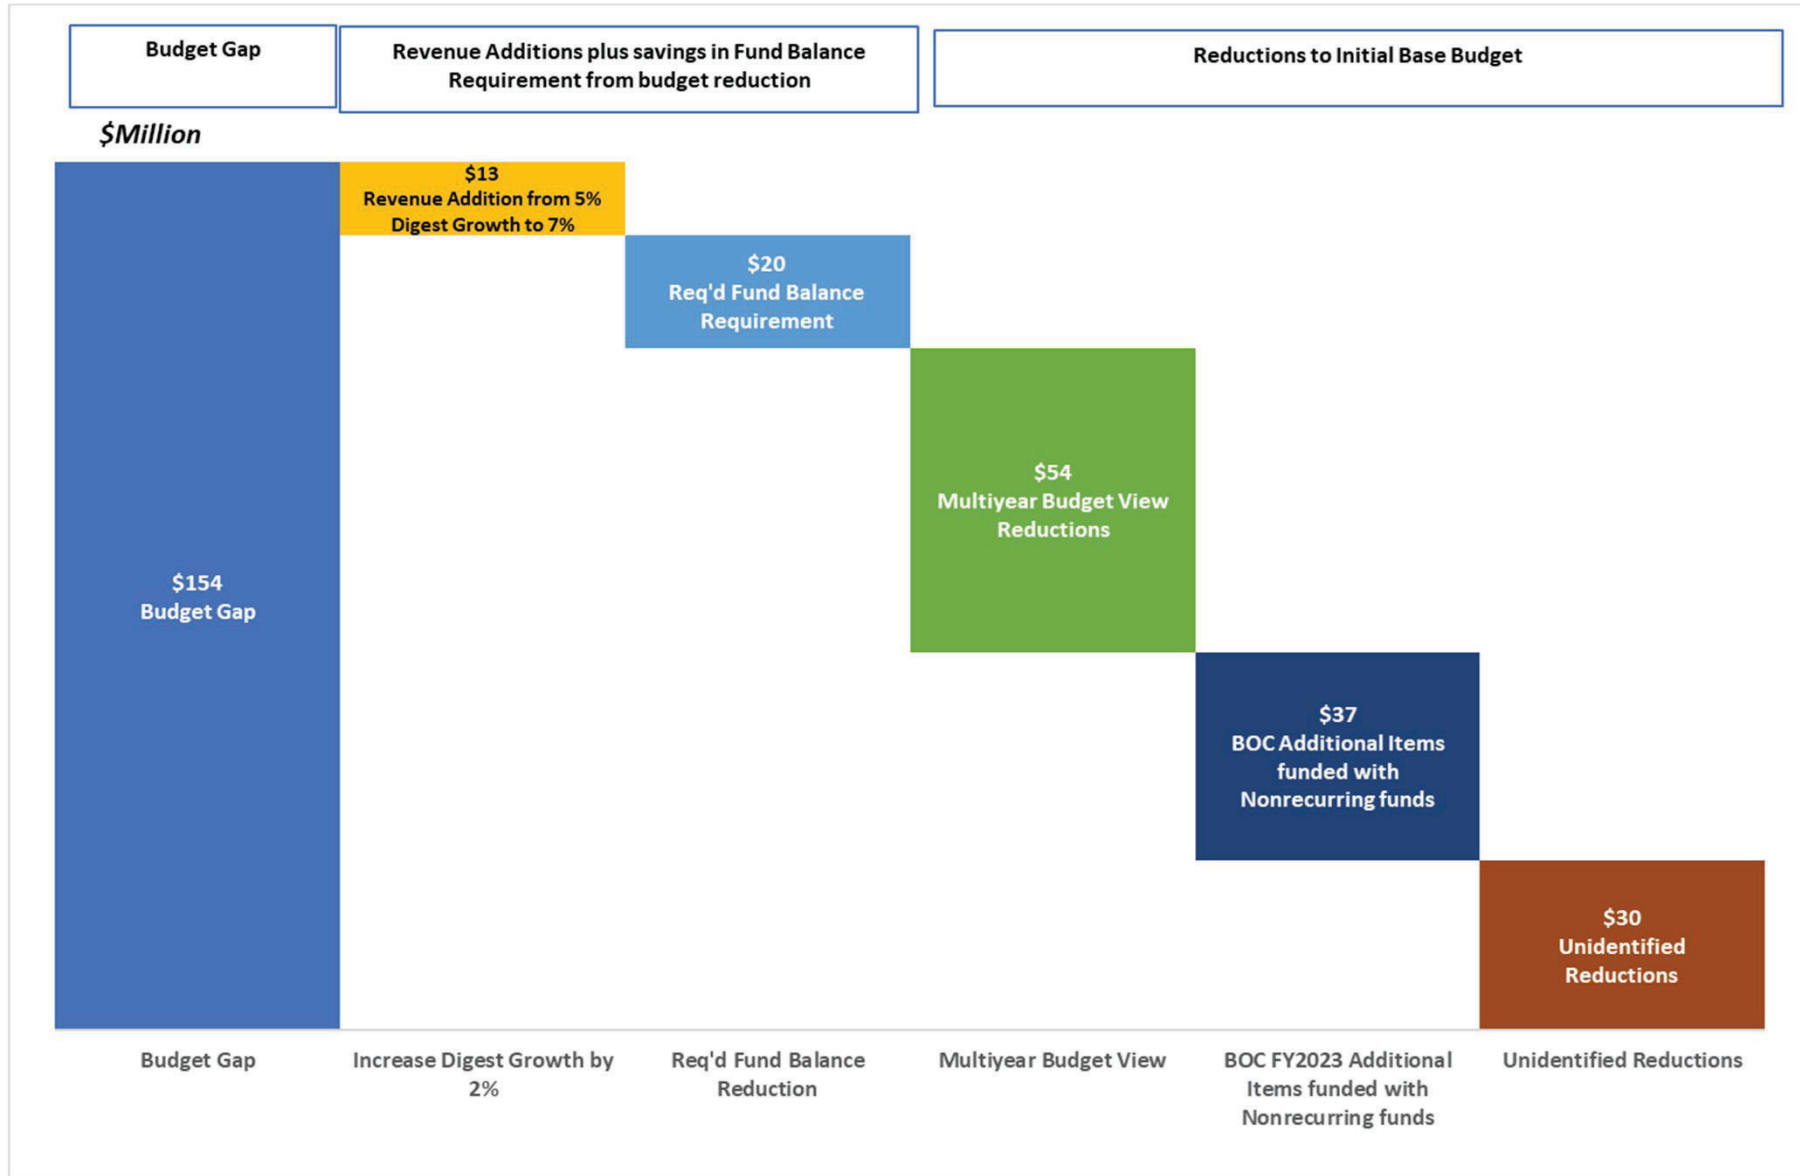 Budget Gap
Revenue Additions plus savings in Fund Balance
Requirement from budget reduction
Reductions to Initial Base Budget
$Million
$13
Revenue Addition from 5%
Digest Growth to 7%
$20
Req'd Fund Balance
Requirement
$54
Multiyear Budget View
Reductions
$154
Budget Gap
$37
BOC Additional Items
funded with
Nonrecurring funds
$30
Unidentified
Reductions
Budget Gap
Increase Digest Growth by
2%
Req'd Fund Balance
Reduction
Multiyear Budget View
BOC FY2023 Additional
Items funded with
Nonrecurring funds
Unidentified Reductions